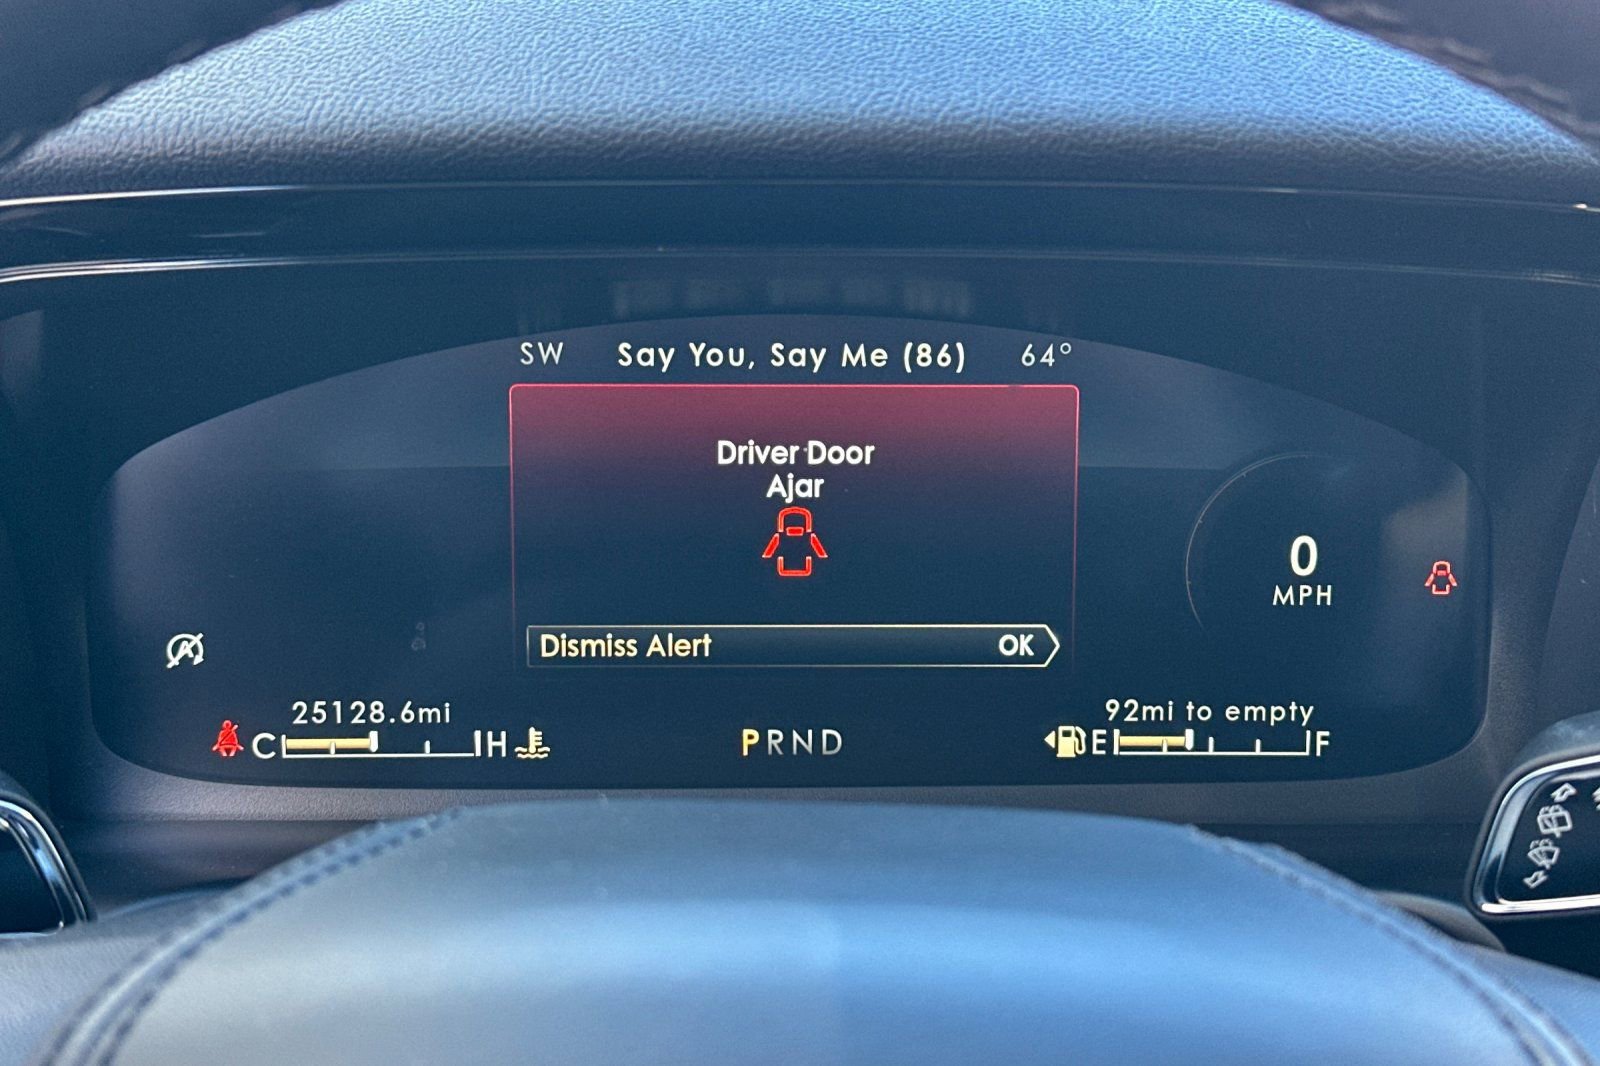 SW Say You, Say Me (86) 64°
Driver Door
Ajar
0
MPH
Dismiss Alert OK
25128.6mi
92mi to empty
C H
PRND
E F